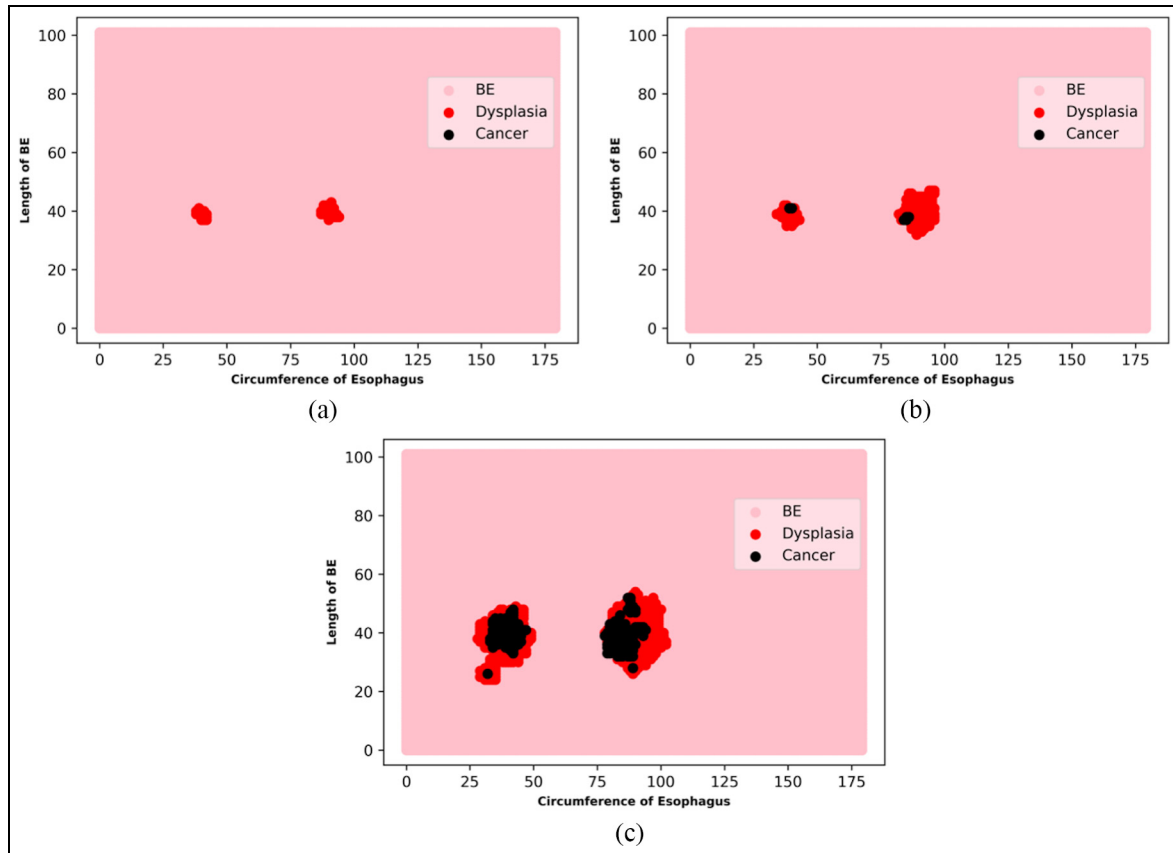 100
80
60
40
20
0
Length of BE
BE
Dysplasia
Cancer
0 25 50 75 100 125 150 175
Circumference of Esophagus
(a)
100
80
60
40
20
0
Length of BE
BE
Dysplasia
Cancer
0 25 50 75 100 125 150 175
Circumference of Esophagus
(b)
100
80
60
40
20
0
Length of BE
BE
Dysplasia
Cancer
0 25 50 75 100 125 150 175
Circumference of Esophagus
(c)